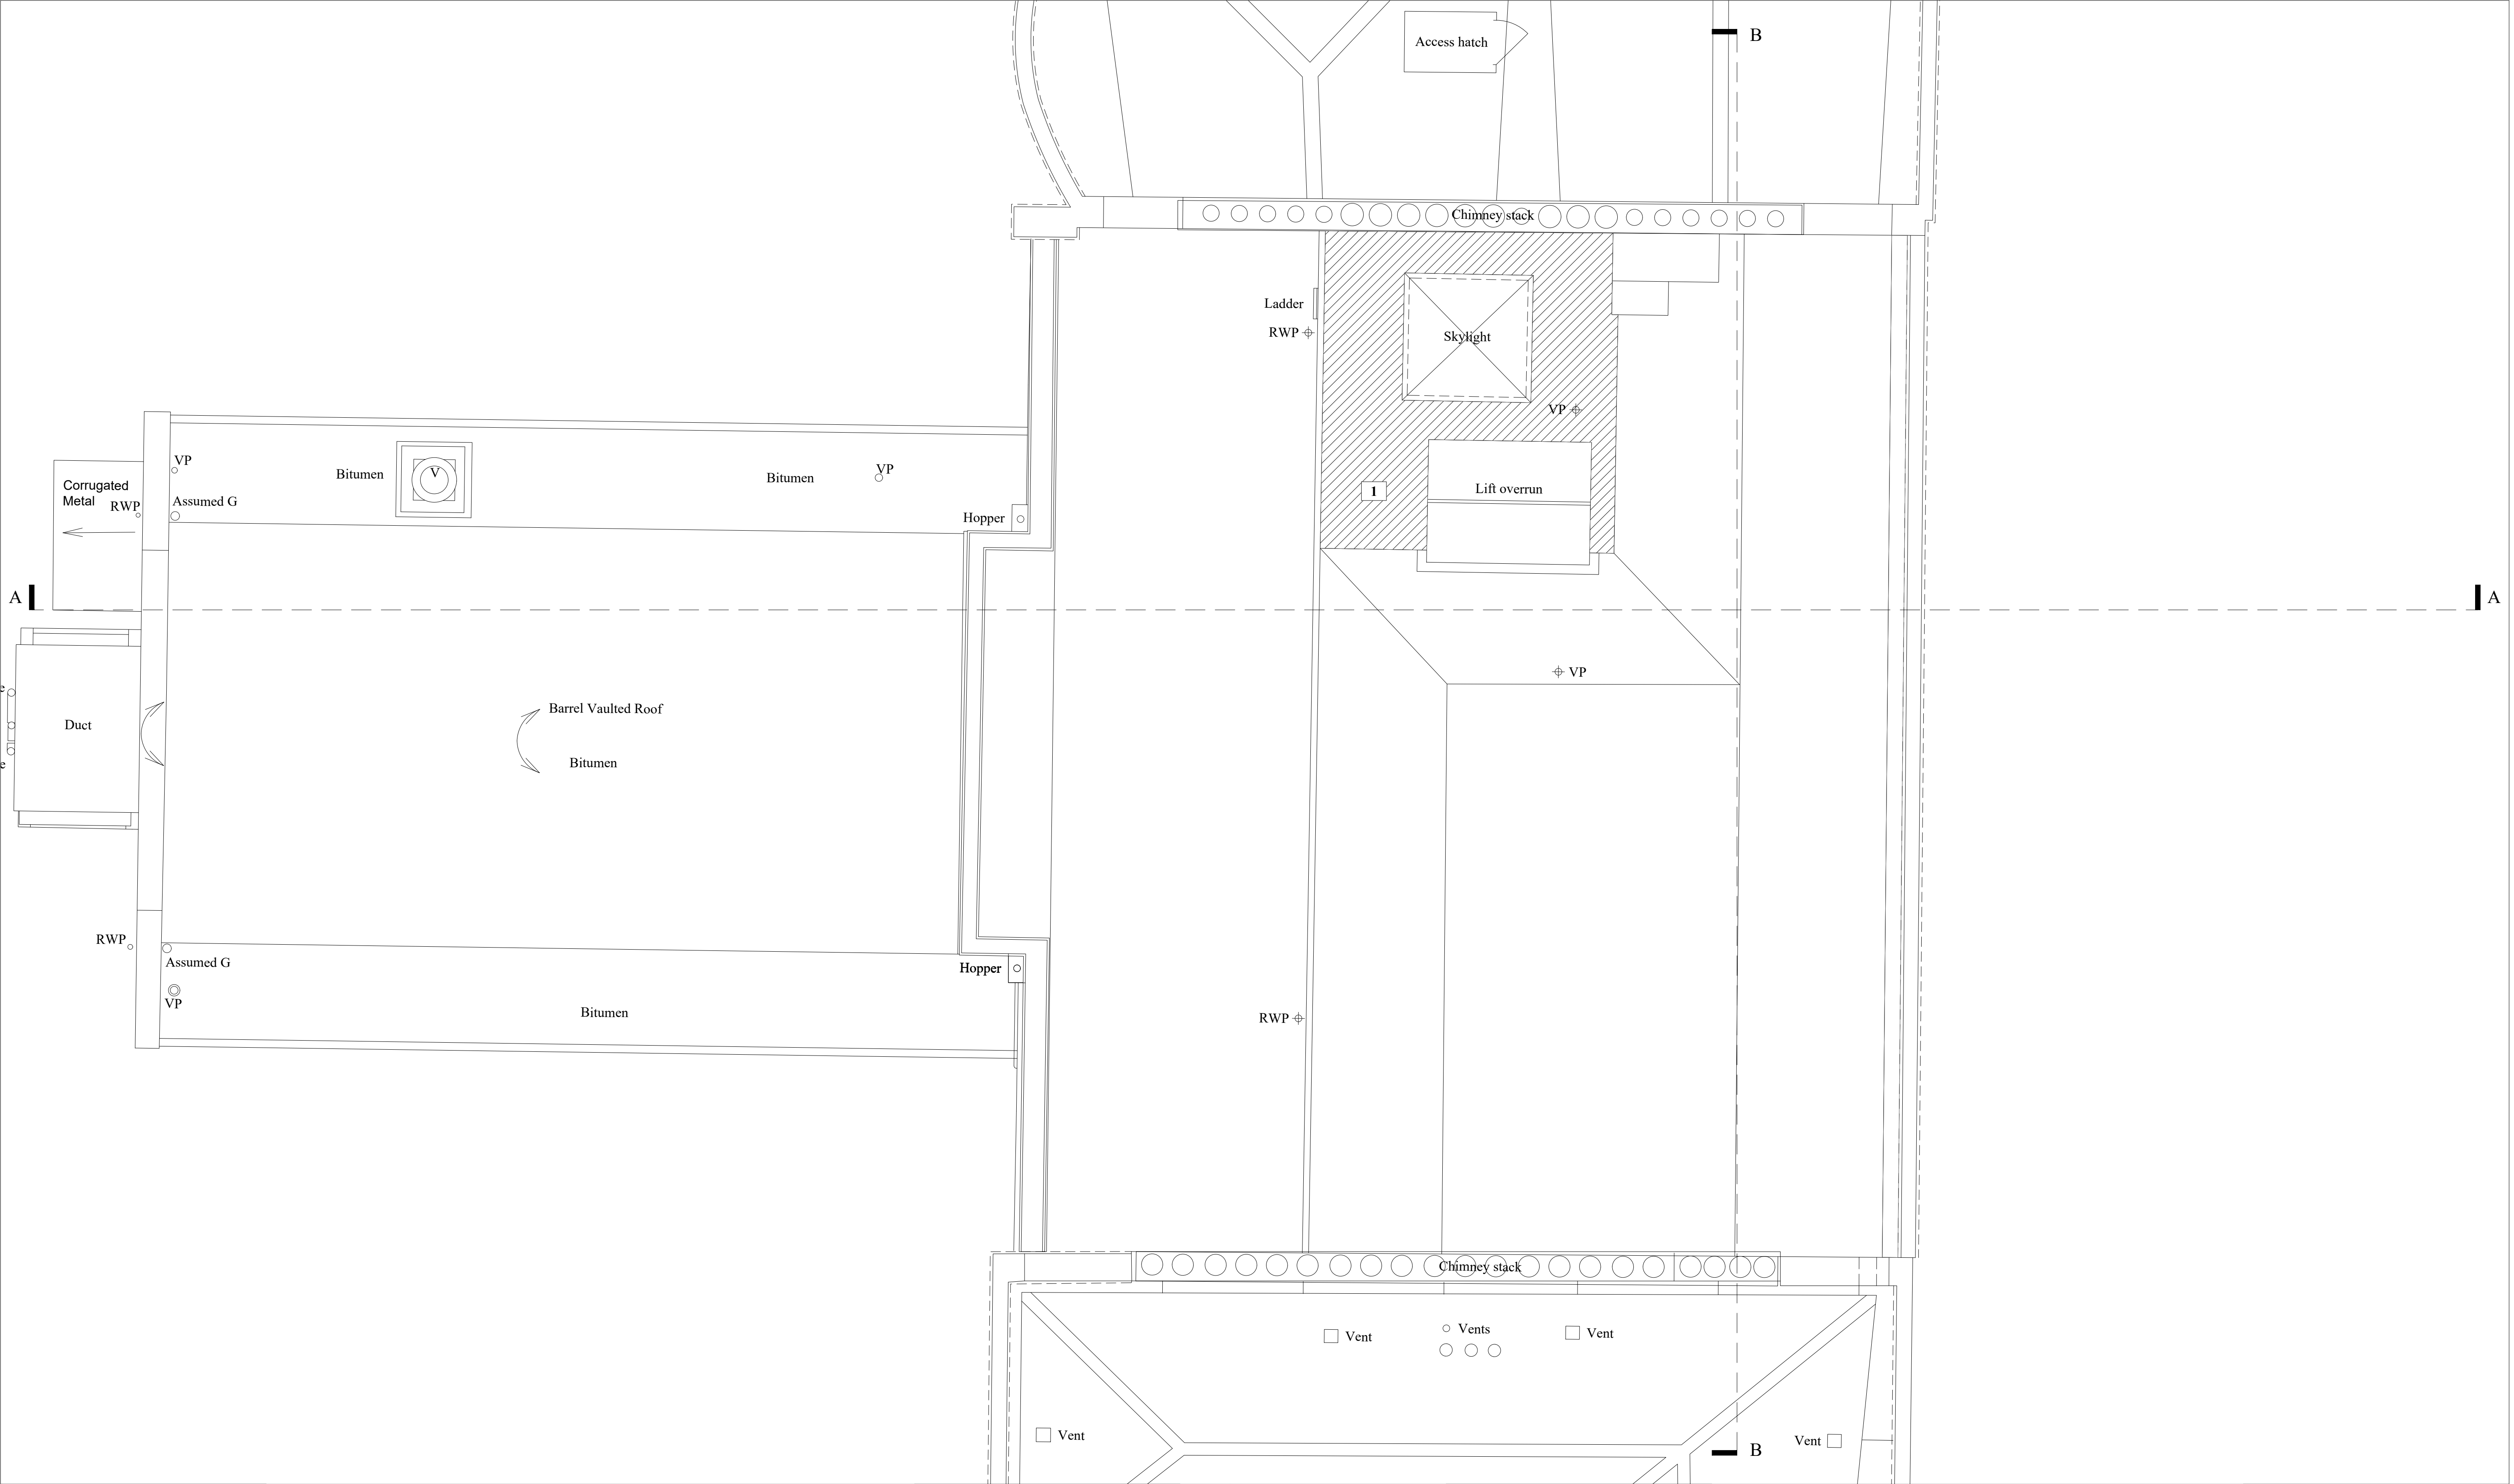 Access hatch
B
Chimney stack
Ladder
RWP
Skylight
VP
VP
Bitumen
V
Bitumen
VP
Corrugated
Metal
RWP
Assumed G
Hopper
1
Lift overrun
A
A
VP
e
Duct
Barrel Vaulted Roof
Bitumen
e
RWP
Assumed G
Hopper
VP
Bitumen
RWP
Chimney stack
Vent
Vents
Vent
Vent
Vent
B